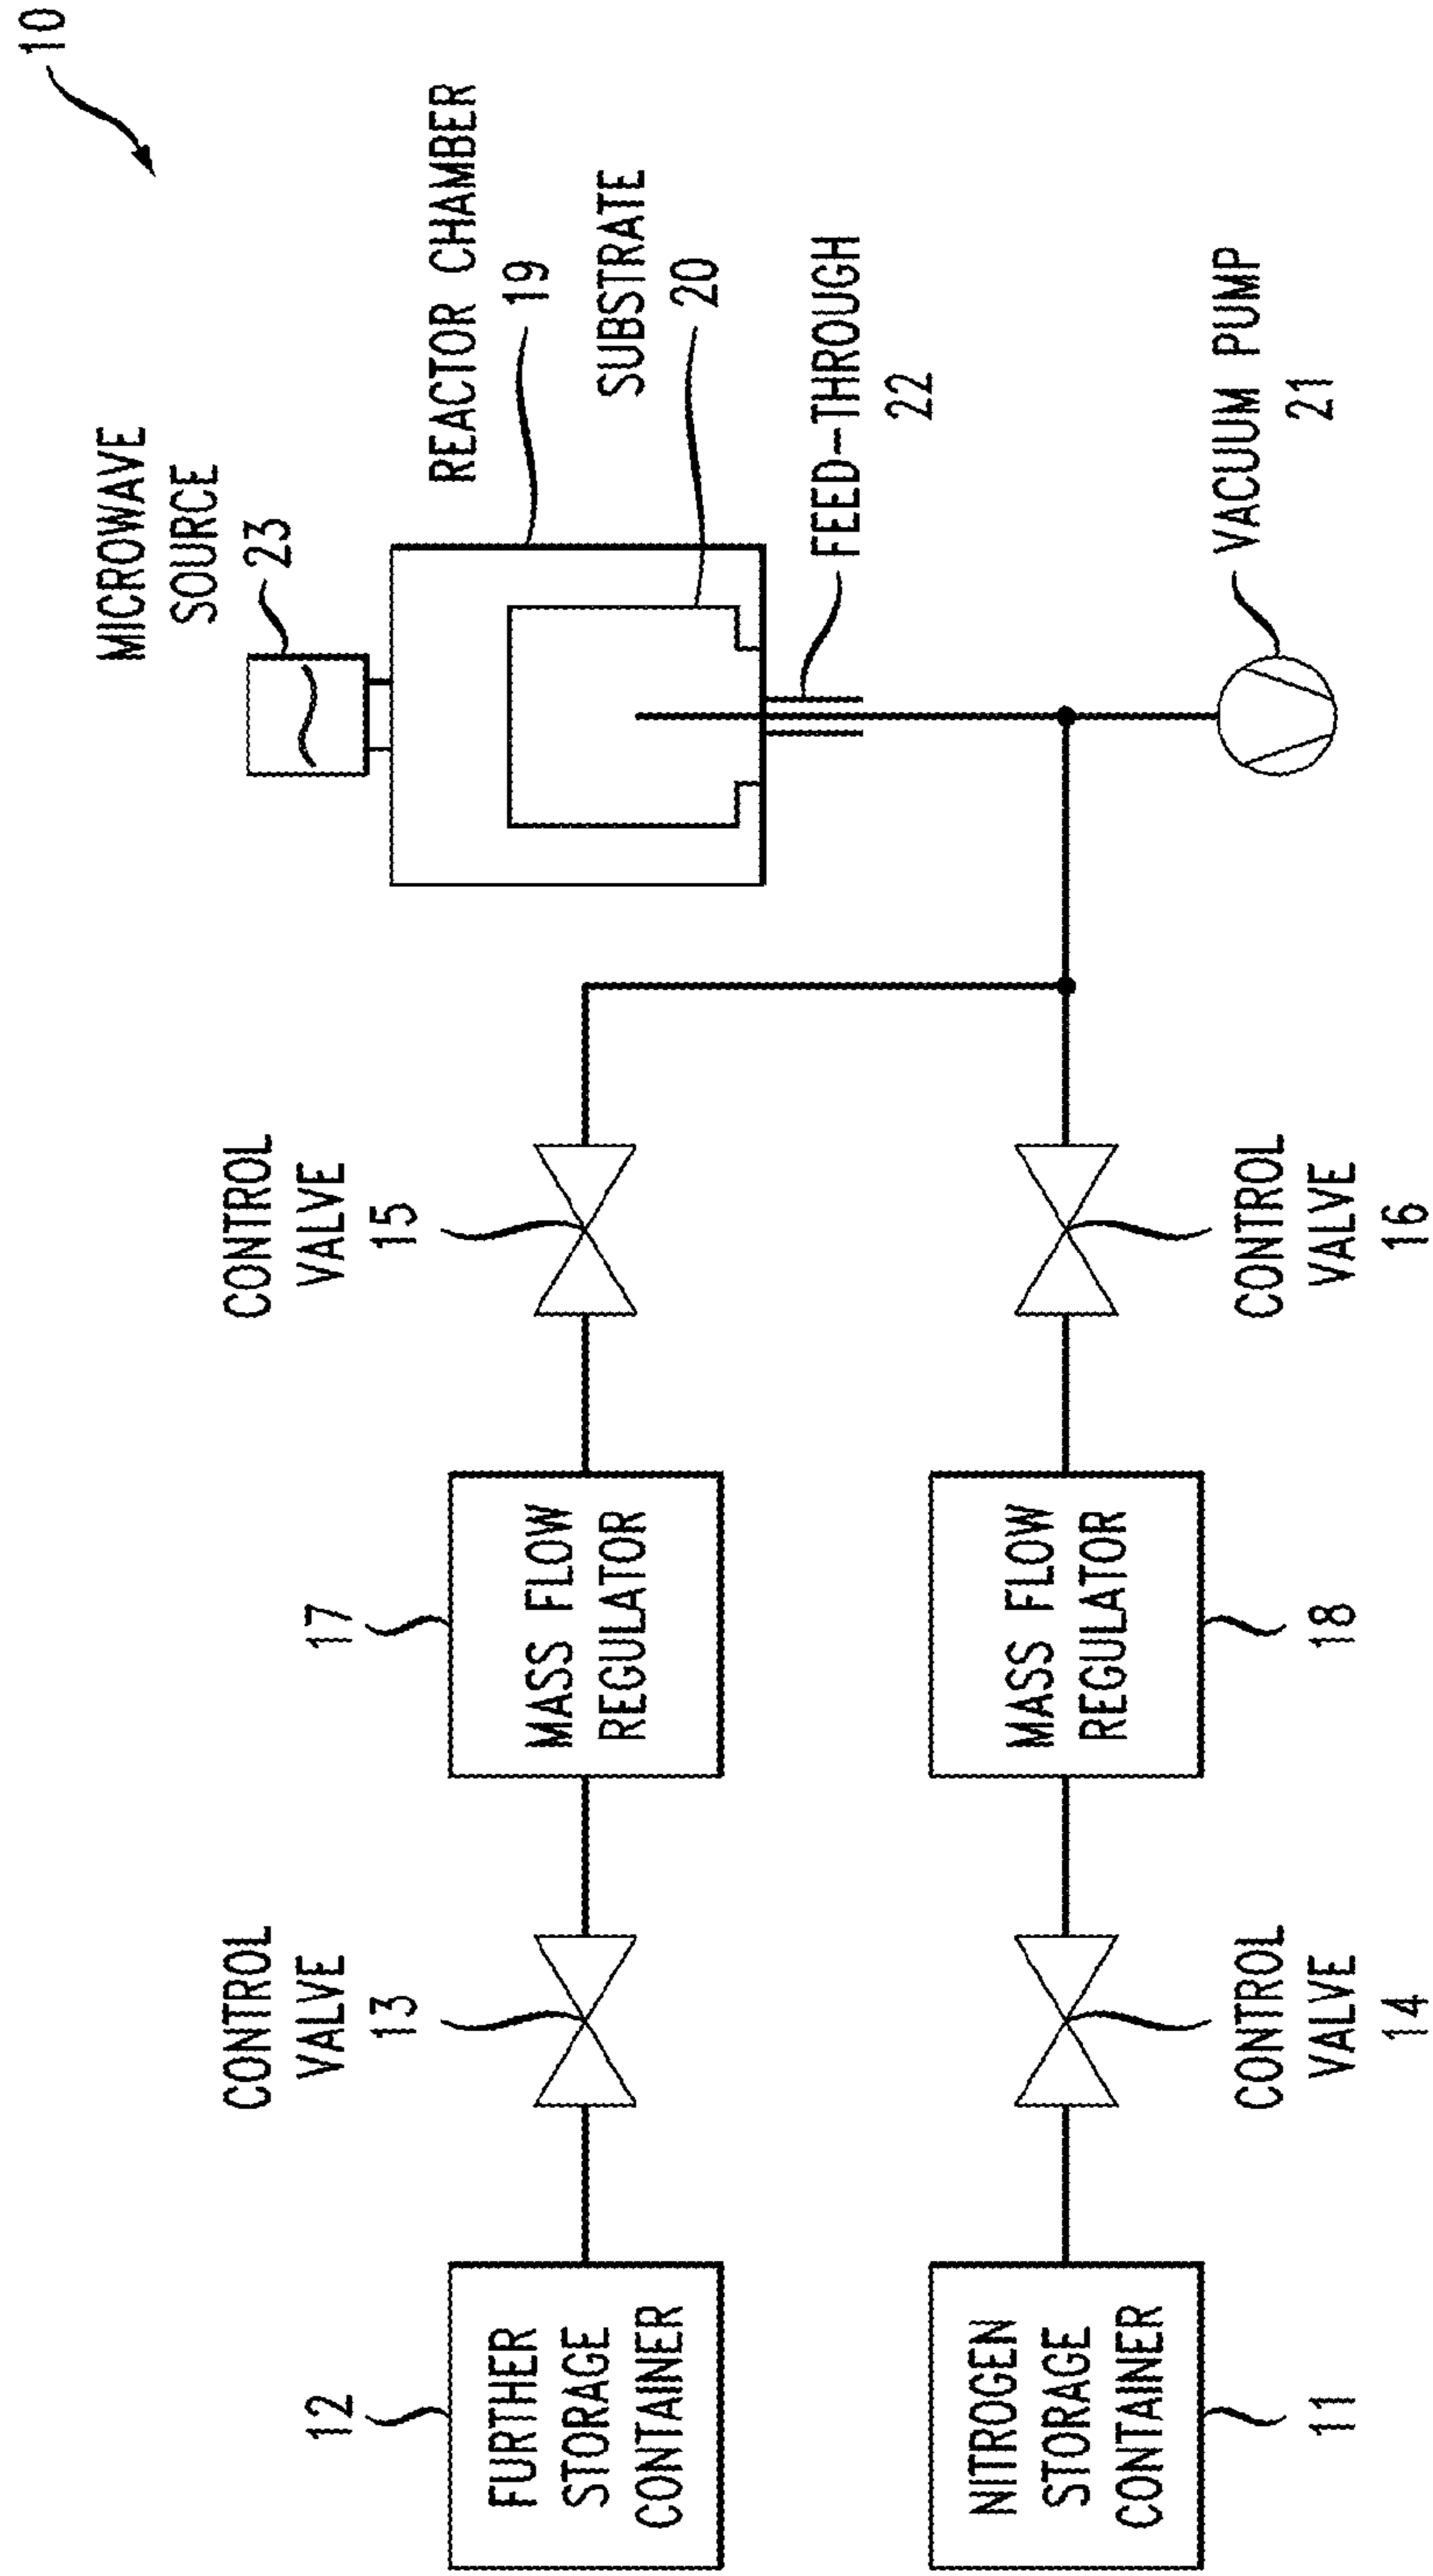 10
MICROWAVE
SOURCE
23
REACTOR CHAMBER
19
SUBSTRATE
20
FEED-THROUGH
22
VACUUM PUMP
21
CONTROL
VALVE
13
CONTROL
VALVE
15
12
FURTHER
STORAGE
CONTAINER
17
MASS FLOW
REGULATOR
NITROGEN
STORAGE
CONTAINER
11
MASS FLOW
REGULATOR
18
CONTROL
VALVE
14
CONTROL
VALVE
16